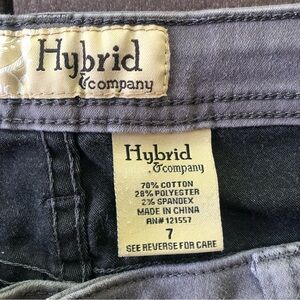 Hybrid
& company
Hybrid
& company
70% COTTON
28% POLYESTER
2% SPANDEX
MADE IN CHINA
RN# 121557
7
SEE REVERSE FOR CARE